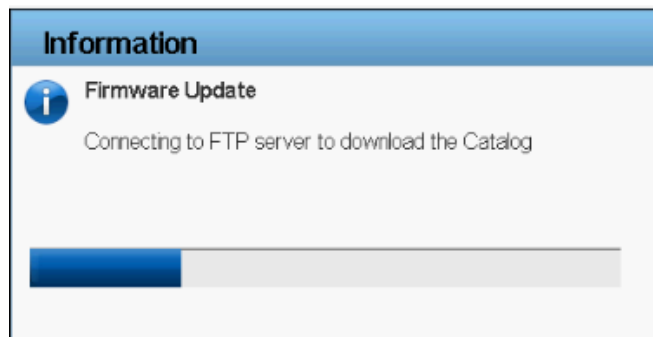 Information
Firmware Update
Connecting to FTP server to download the Catalog